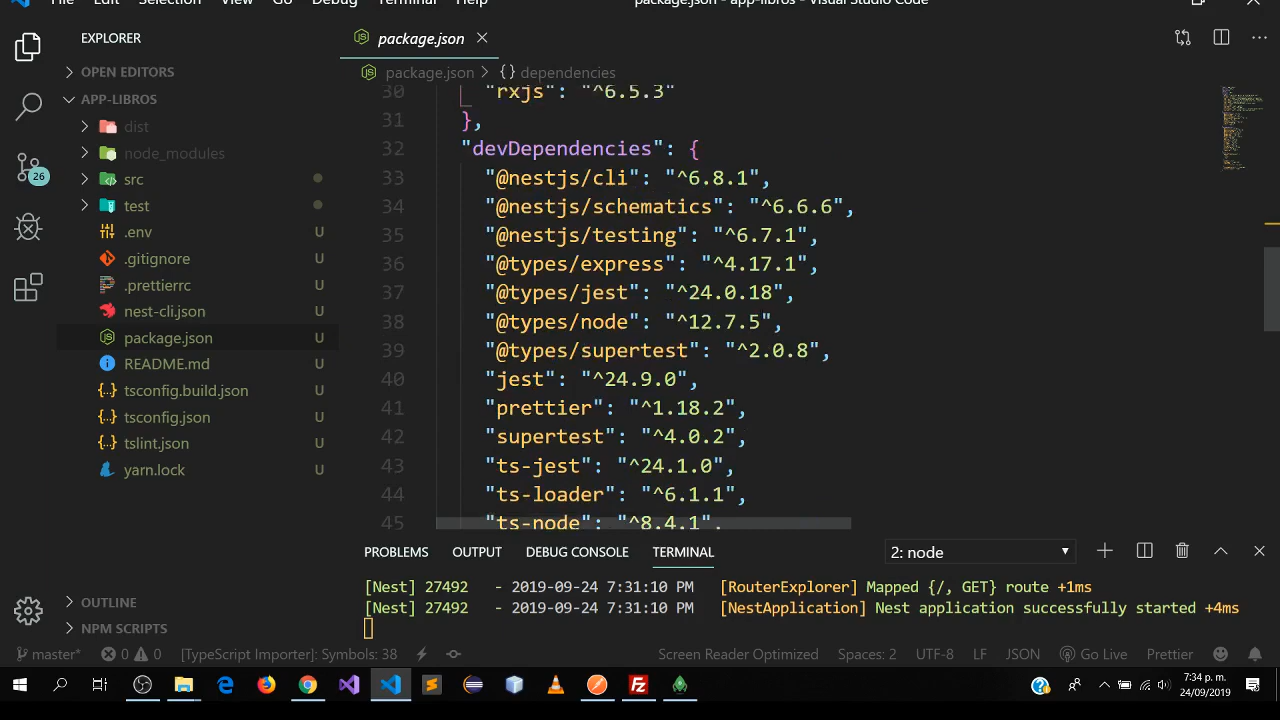 File Edit Selection View Go Debug Terminal Help
package.json - app-libros - Visual Studio Code
EXPLORER
OPEN EDITORS
APP-LIBROS
dist
node_modules
src
test
.env U
.gitignore U
.prettierrc U
nest-cli.json U
package.json U
README.md U
tsconfig.build.json U
tsconfig.json U
tslint.json U
yarn.lock U
OUTLINE
NPM SCRIPTS
26
package.json
package.json > {} dependencies
30 "rxjs": "^6.5.3"
31 },
32 "devDependencies": {
33 "@nestjs/cli": "^6.8.1",
34 "@nestjs/schematics": "^6.6.6",
35 "@nestjs/testing": "^6.7.1",
36 "@types/express": "^4.17.1",
37 "@types/jest": "^24.0.18",
38 "@types/node": "^12.7.5",
39 "@types/supertest": "^2.0.8",
40 "jest": "^24.9.0",
41 "prettier": "^1.18.2",
42 "supertest": "^4.0.2",
43 "ts-jest": "^24.1.0",
44 "ts-loader": "^6.1.1",
45 "ts-node": "^8.4.1",
PROBLEMS OUTPUT DEBUG CONSOLE TERMINAL 2: node
[Nest] 27492 - 2019-09-24 7:31:10 PM [RouterExplorer] Mapped {/, GET} route +1ms
[Nest] 27492 - 2019-09-24 7:31:10 PM [NestApplication] Nest application successfully started +4ms
master* 0 0 [TypeScript Importer]: Symbols: 38 Screen Reader Optimized Spaces: 2 UTF-8 LF JSON Go Live Prettier
7:34 p. m.
24/09/2019